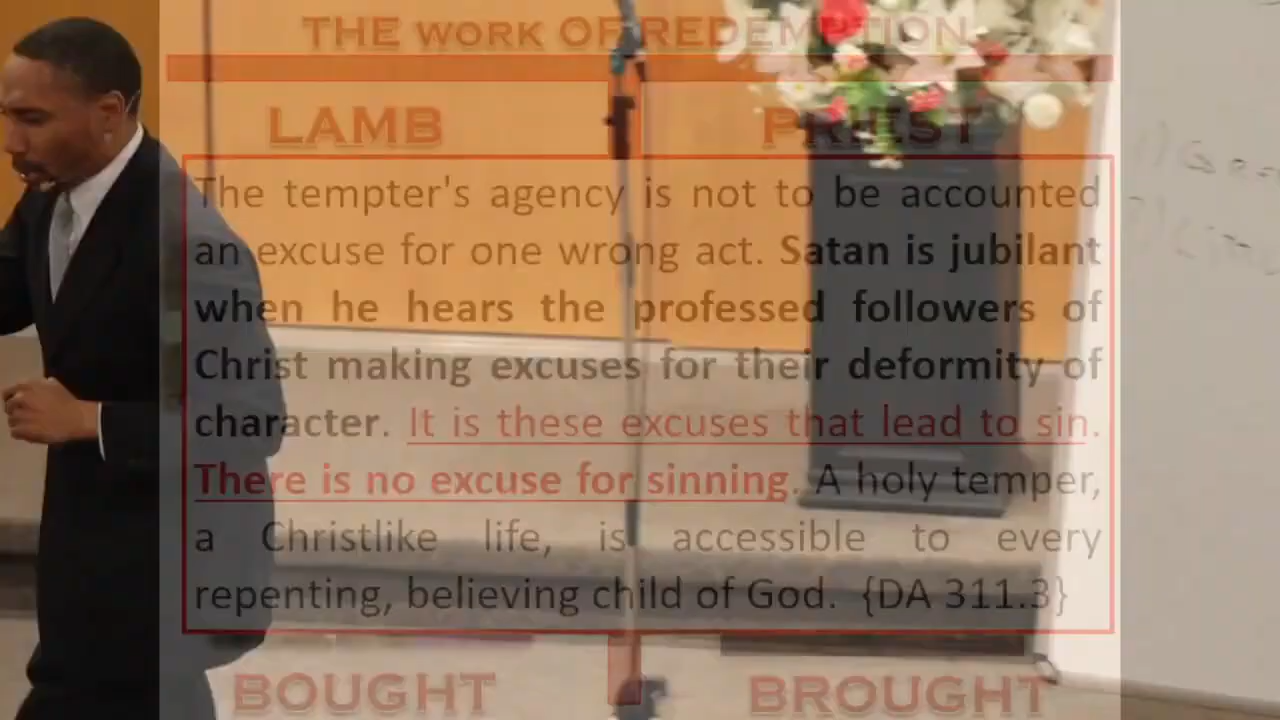 THE WORK OF REDEMPTION
LAMB PRIEST
The tempter's agency is not to be accounted
an excuse for one wrong act. Satan is jubilant
when he hears the professed followers of
Christ making excuses for their deformity of
character. It is these excuses that lead to sin.
There is no excuse for sinning. A holy temper,
a Christlike life, is accessible to every
repenting, believing child of God. {DA 311.3}
BOUGHT BROUGHT